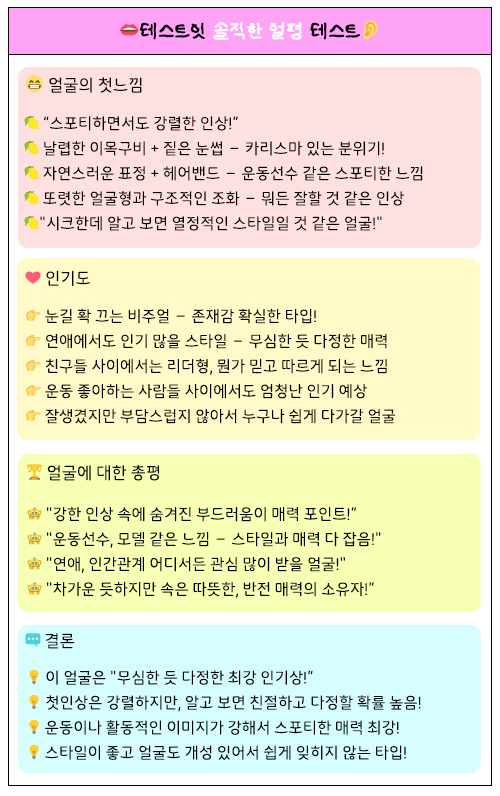 테스트잇 솔직한 얼평 테스트
얼굴의 첫느낌
“스포티하면서도 강렬한 인상!”
날렵한 이목구비 + 짙은 눈썹 – 카리스마 있는 분위기!
자연스러운 표정 + 헤어밴드 – 운동선수 같은 스포티한 느낌
또렷한 얼굴형과 구조적인 조화 – 뭐든 잘할 것 같은 인상
"시크한데 알고 보면 열정적인 스타일일 것 같은 얼굴!"
인기도
눈길 확 끄는 비주얼 – 존재감 확실한 타입!
연애에서도 인기 많을 스타일 – 무심한 듯 다정한 매력
친구들 사이에서는 리더형, 뭔가 믿고 따르게 되는 느낌
운동 좋아하는 사람들 사이에서도 엄청난 인기 예상
잘생겼지만 부담스럽지 않아서 누구나 쉽게 다가갈 얼굴
얼굴에 대한 총평
"강한 인상 속에 숨겨진 부드러움이 매력 포인트!”
"운동선수, 모델 같은 느낌 – 스타일과 매력 다 잡음!"
"연애, 인간관계 어디서든 관심 많이 받을 얼굴!"
"차가운 듯하지만 속은 따뜻한, 반전 매력의 소유자!”
결론
이 얼굴은 "무심한 듯 다정한 최강 인기상!”
첫인상은 강렬하지만, 알고 보면 친절하고 다정할 확률 높음!
운동이나 활동적인 이미지가 강해서 스포티한 매력 최강!
스타일이 좋고 얼굴도 개성 있어서 쉽게 잊히지 않는 타입!